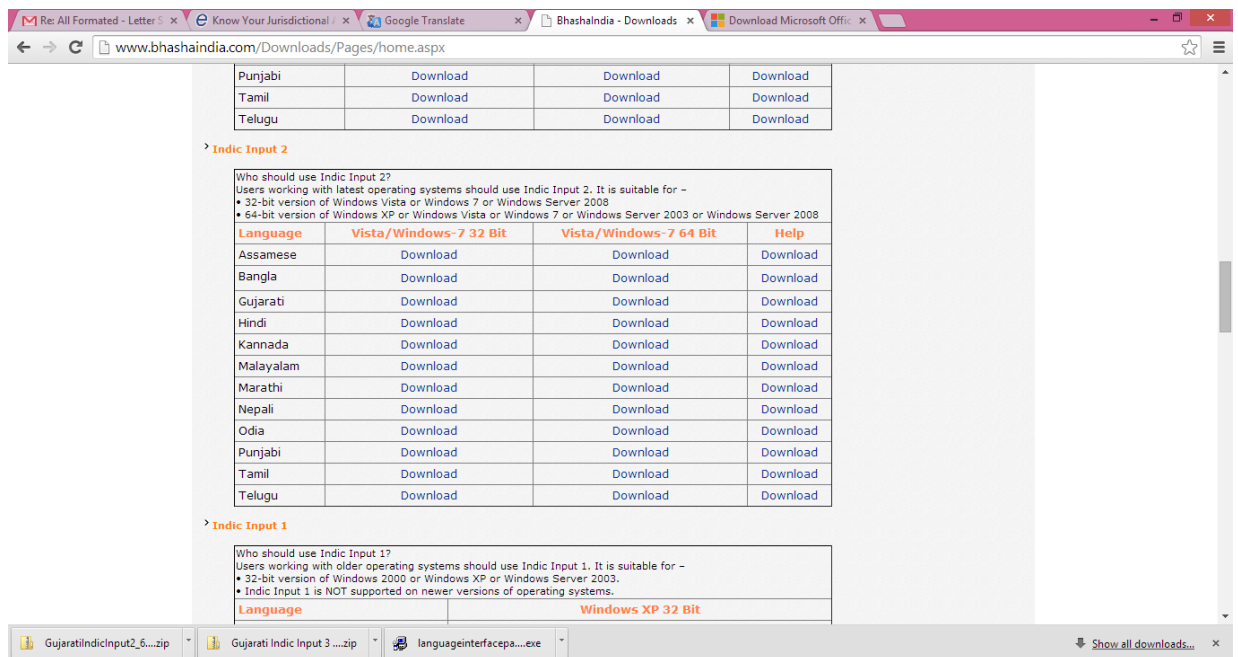 Re: All Formated - Letter S
Know Your Jurisdictional
Google Translate
BhashaIndia - Downloads
Download Microsoft Offic
www.bhashaindia.com/Downloads/Pages/home.aspx
Punjabi Download Download Download
Tamil Download Download Download
Telugu Download Download Download
Indic Input 2
Who should use Indic Input 2?
Users working with latest operating systems should use Indic Input 2. It is suitable for –
• 32-bit version of Windows Vista or Windows 7 or Windows Server 2008
• 64-bit version of Windows XP or Windows Vista or Windows 7 or Windows Server 2003 or Windows Server 2008
Language Vista/Windows-7 32 Bit Vista/Windows-7 64 Bit Help
Assamese Download Download Download
Bangla Download Download Download
Gujarati Download Download Download
Hindi Download Download Download
Kannada Download Download Download
Malayalam Download Download Download
Marathi Download Download Download
Nepali Download Download Download
Odia Download Download Download
Punjabi Download Download Download
Tamil Download Download Download
Telugu Download Download Download
Indic Input 1
Who should use Indic Input 1?
Users working with older operating systems should use Indic Input 1. It is suitable for –
• 32-bit version of Windows 2000 or Windows XP or Windows Server 2003.
• Indic Input 1 is NOT supported on newer versions of operating systems.
Language Windows XP 32 Bit
GujaratiIndicInput2_6....zip
Gujarati Indic Input 3 ....zip
languageinterfacepa....exe
Show all downloads...